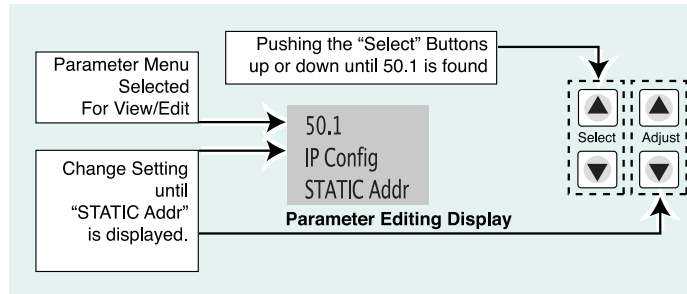 Pushing the “Select” Buttons
up or down until 50.1 is found
Parameter Menu
Selected
For View/Edit
50.1
IP Config
STATIC Addr
Select
Adjust
Change Setting
until
“STATIC Addr”
is displayed.
Parameter Editing Display